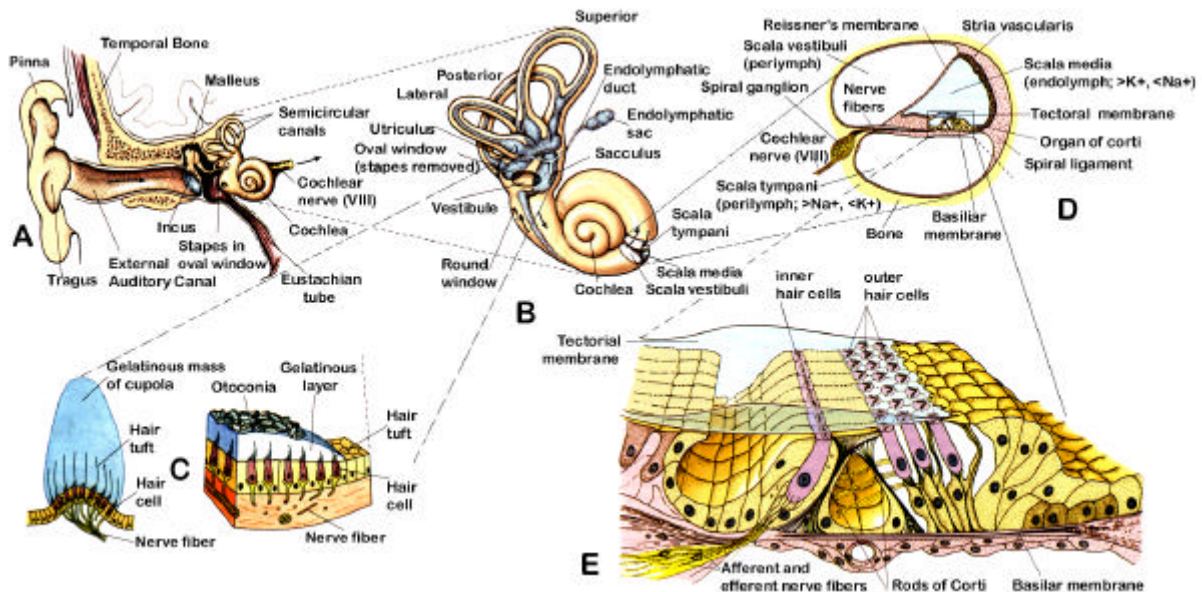 Temporal Bone
Pinna
Malleus
Semicircular
canals
A
Cochlear
nerve (VIII)
Incus
Cochlea
Stapes in
oval window
External
Auditory Canal
Tragus
Eustachian
tube
Superior
Posterior
Lateral
Endolymphatic
duct
Utriculus
Oval window
(stapes removed)
Endolymphatic
sac
Sacculus
Vestibule
Round
window
Scala
tympani
Scala media
Scala vestibuli
Cochlea
B
Reissner's membrane
Stria vascularis
Scala vestibuli
(periymph)
Scala media
(endolymph; >K+, <Na+)
Nerve
fibers
Spiral ganglion
Tectoral membrane
Organ of corti
Cochlear
nerve (VIII)
Spiral ligament
Scala tympani
(perilymph; >Na+, <K+)
D
Basiliar
membrane
Bone
Gelatinous mass
of cupola
Otoconia
Gelatinous
layer
Hair
tuft
Hair
tuft
C
Hair
cell
Hair
cell
Nerve fiber
Nerve fiber
inner
hair cells
outer
hair cells
Tectorial
membrane
E
Afferent and
efferent nerve fibers
Rods of Corti
Basilar membrane